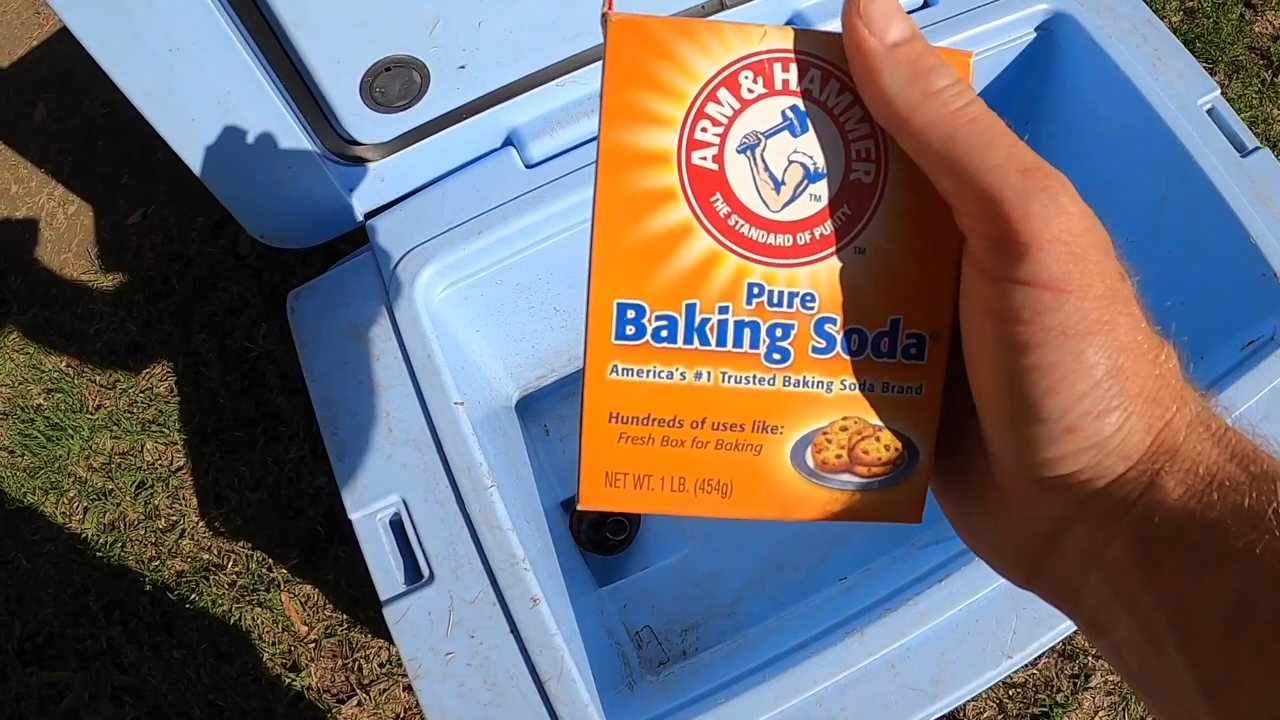 ARM & HAMMER
THE STANDARD OF PURITY
TM
TM
Pure
Baking Soda
America's #1 Trusted Baking Soda Brand
Hundreds of uses like:
Fresh Box for Baking
NET WT. 1 LB. (454g)